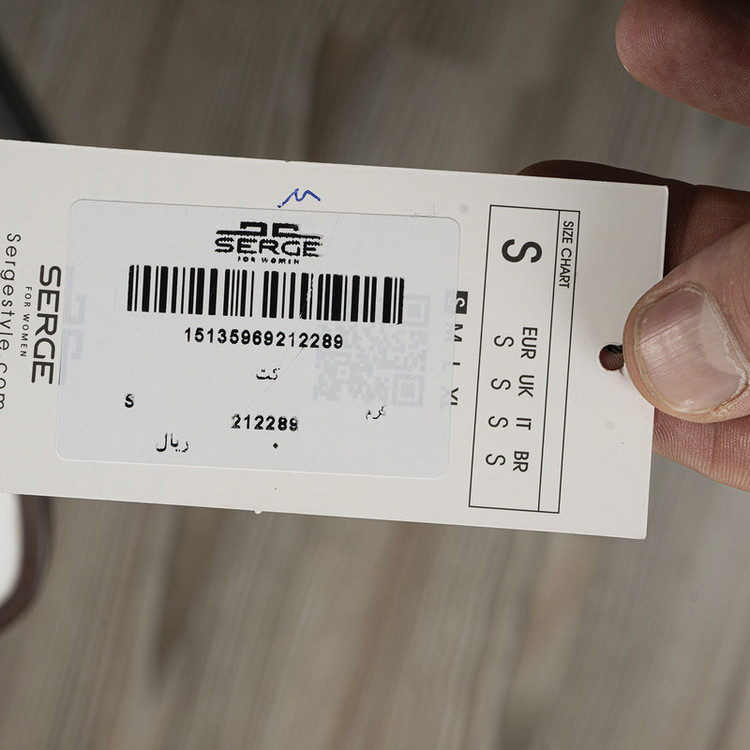 SERGE
FOR WOMEN
15135969212289
کت
S
کرم
212289
۰
ریال
SIZE CHART
S
EUR UK IT BR
S S S S
S M L XL
SERGE
FOR WOMEN
Sergestyle.com